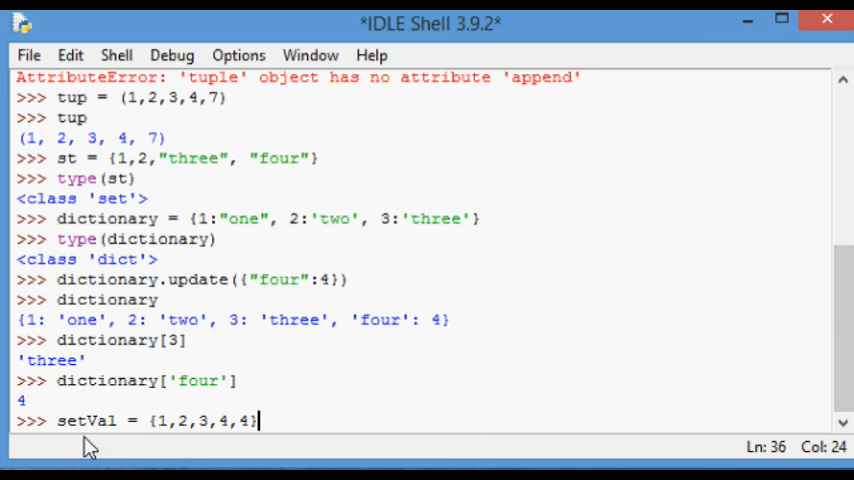 *IDLE Shell 3.9.2*
File Edit Shell Debug Options Window Help
AttributeError: 'tuple' object has no attribute 'append'
>>> tup = (1,2,3,4,7)
>>> tup
(1, 2, 3, 4, 7)
>>> st = {1,2,"three", "four"}
>>> type(st)
<class 'set'>
>>> dictionary = {1:"one", 2:'two', 3:'three'}
>>> type(dictionary)
<class 'dict'>
>>> dictionary.update({"four":4})
>>> dictionary
{1: 'one', 2: 'two', 3: 'three', 'four': 4}
>>> dictionary[3]
'three'
>>> dictionary['four']
4
>>> setVal = {1,2,3,4,4}
Ln: 36 Col: 24